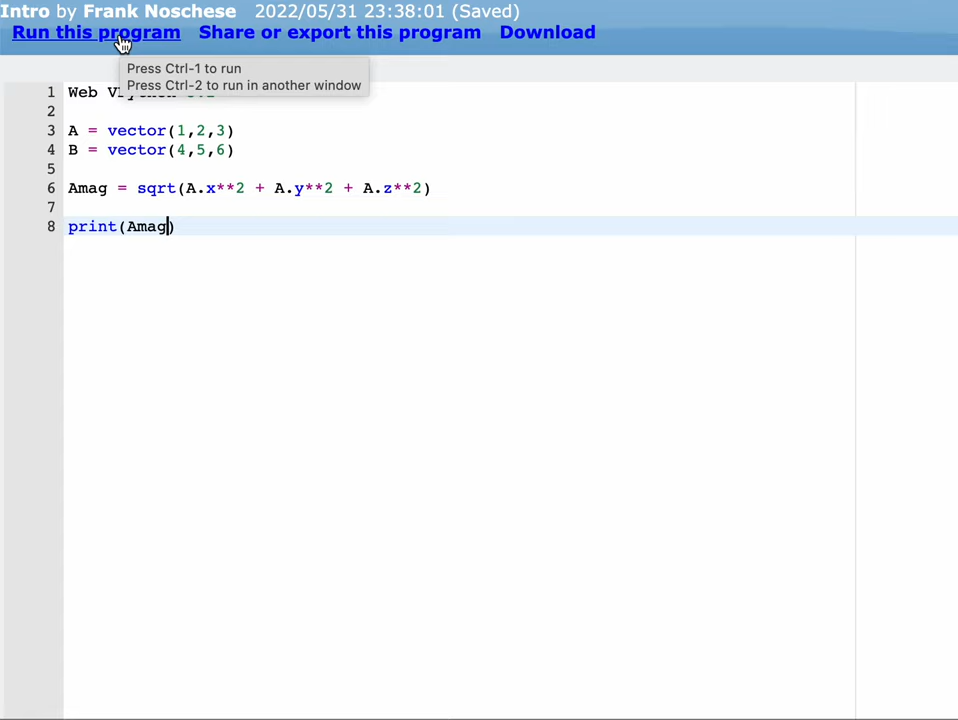 Intro by Frank Noschese 2022/05/31 23:38:01 (Saved)
Run this program Share or export this program Download
Press Ctrl-1 to run
Press Ctrl-2 to run in another window
1 Web
2
3 A = vector(1,2,3)
4 B = vector(4,5,6)
5
6 Amag = sqrt(A.x**2 + A.y**2 + A.z**2)
7
8 print(Amag)